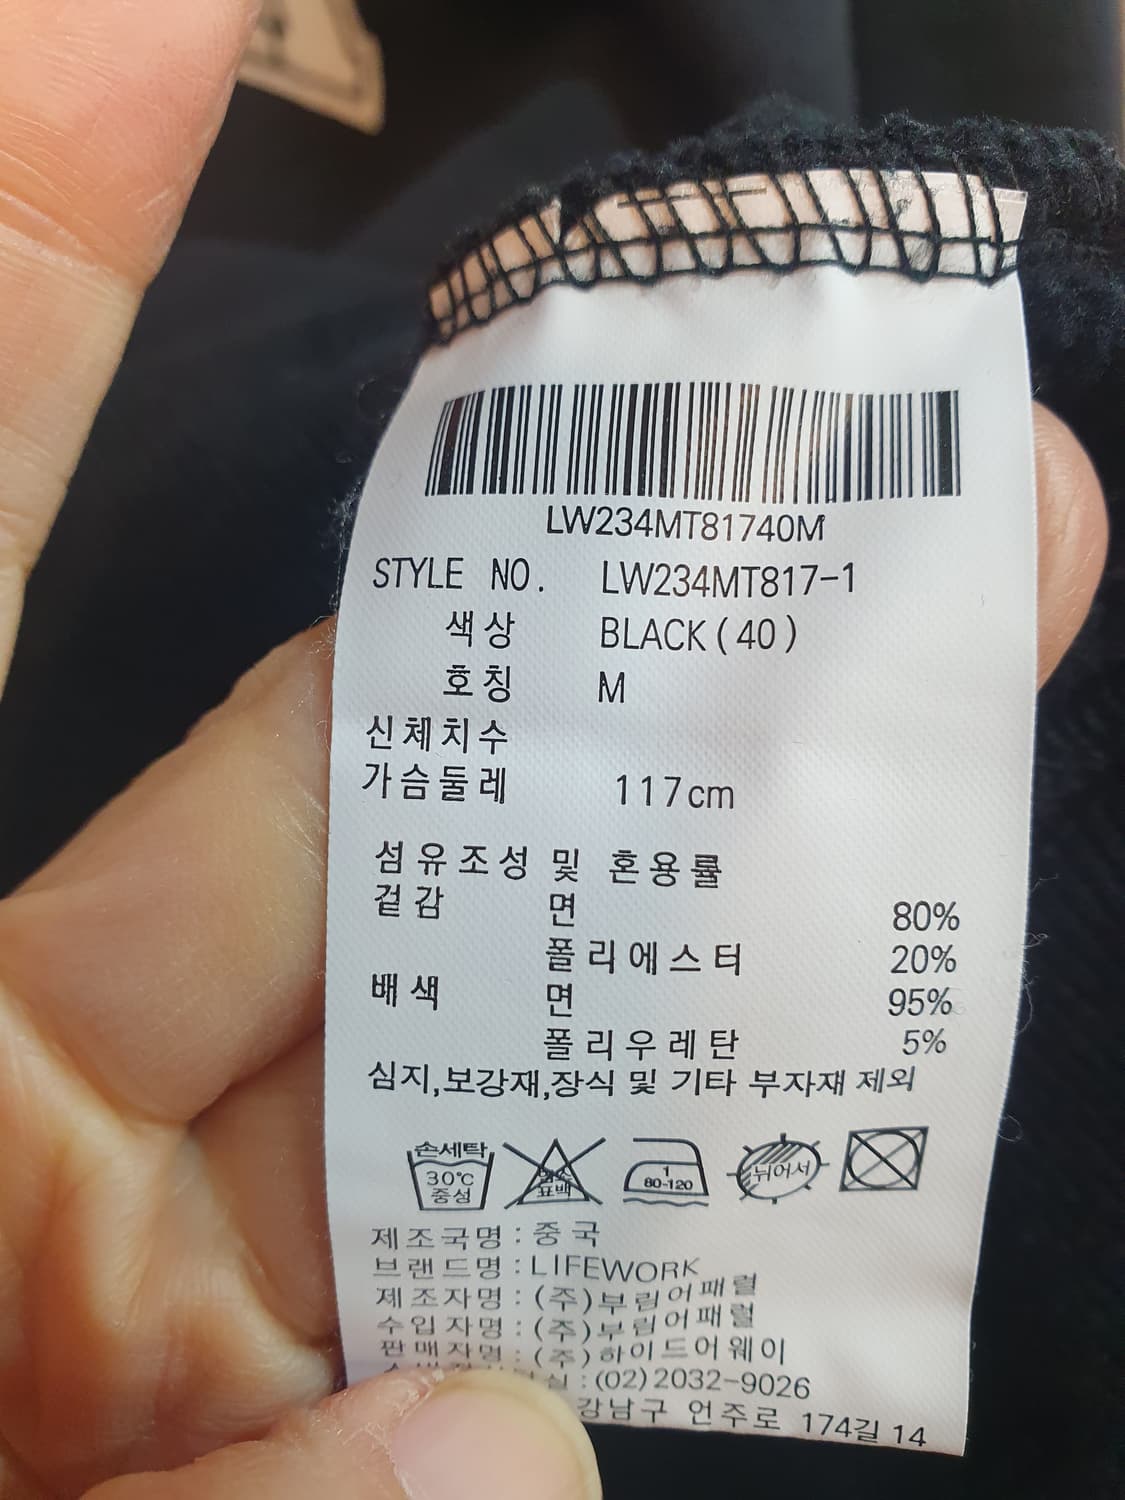 LW234MT81740M
STYLE NO. LW234MT817-1
색상 BLACK(40)
호칭 M
신체치수
가슴둘레 117cm
섬유조성 및 혼용률
겉감 면 80%
폴리에스터 20%
배색 면 95%
폴리우레탄 5%
심지,보강재,장식 및 기타 부자재 제외
손세탁 30℃ 중성
표백
1 80-120
뉘어서
제조국명 : 중국
브랜드명 : LIFEWORK
제조자명 : (주)부림어패럴
수입자명 : (주)부림어패럴
판매자명 : (주)하이드어웨이
실 : (02)2032-9026
강남구 언주로 174길 14